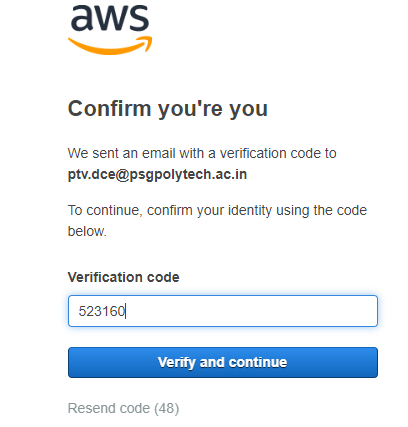 aws
Confirm you're you
We sent an email with a verification code to
ptv.dce@psgpolytech.ac.in
To continue, confirm your identity using the code
below.
Verification code
523160
Verify and continue
Resend code (48)